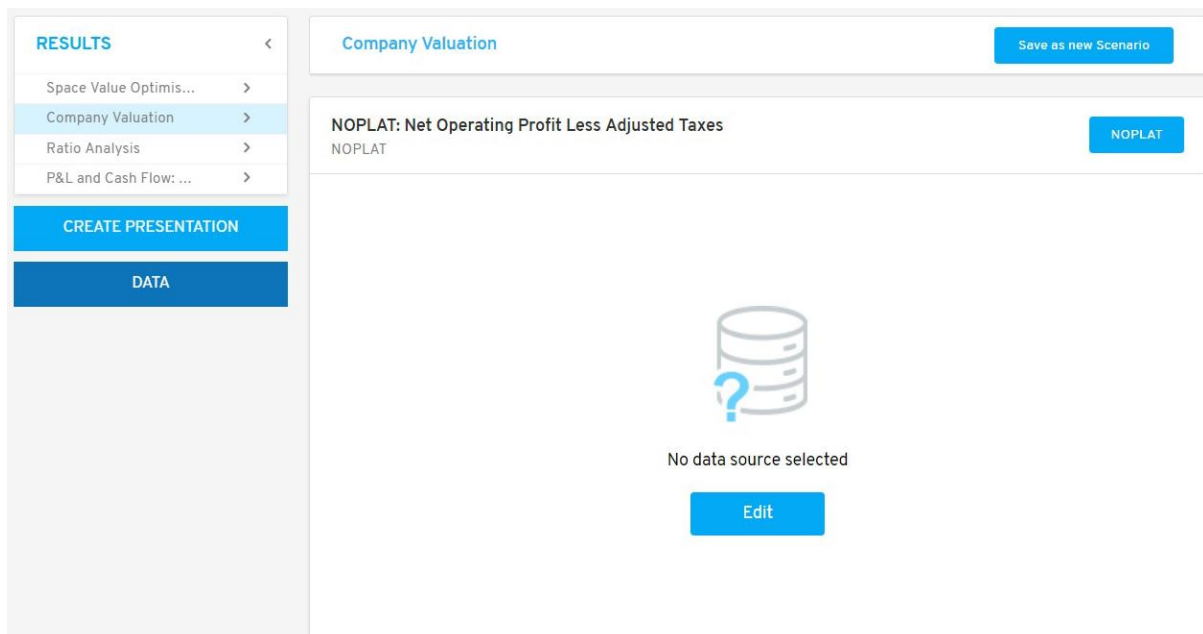 RESULTS
Space Value Optimis...
Company Valuation
Ratio Analysis
P&L and Cash Flow: ...
CREATE PRESENTATION
DATA
Company Valuation
Save as new Scenario
NOPLAT: Net Operating Profit Less Adjusted Taxes
NOPLAT
NOPLAT
?
No data source selected
Edit